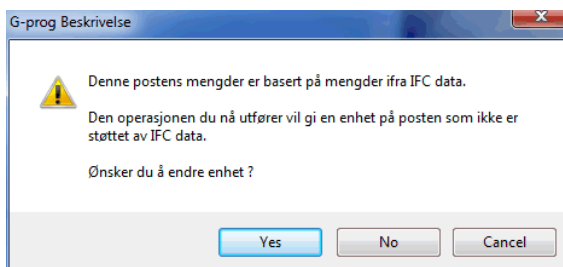 G-prog Beskrivelse
Denne postens mengder er basert på mengder ifra IFC data.
Den operasjonen du nå utfører vil gi en enhet på posten som ikke er
støttet av IFC data.
Ønsker du å endre enhet ?
Yes
No
Cancel